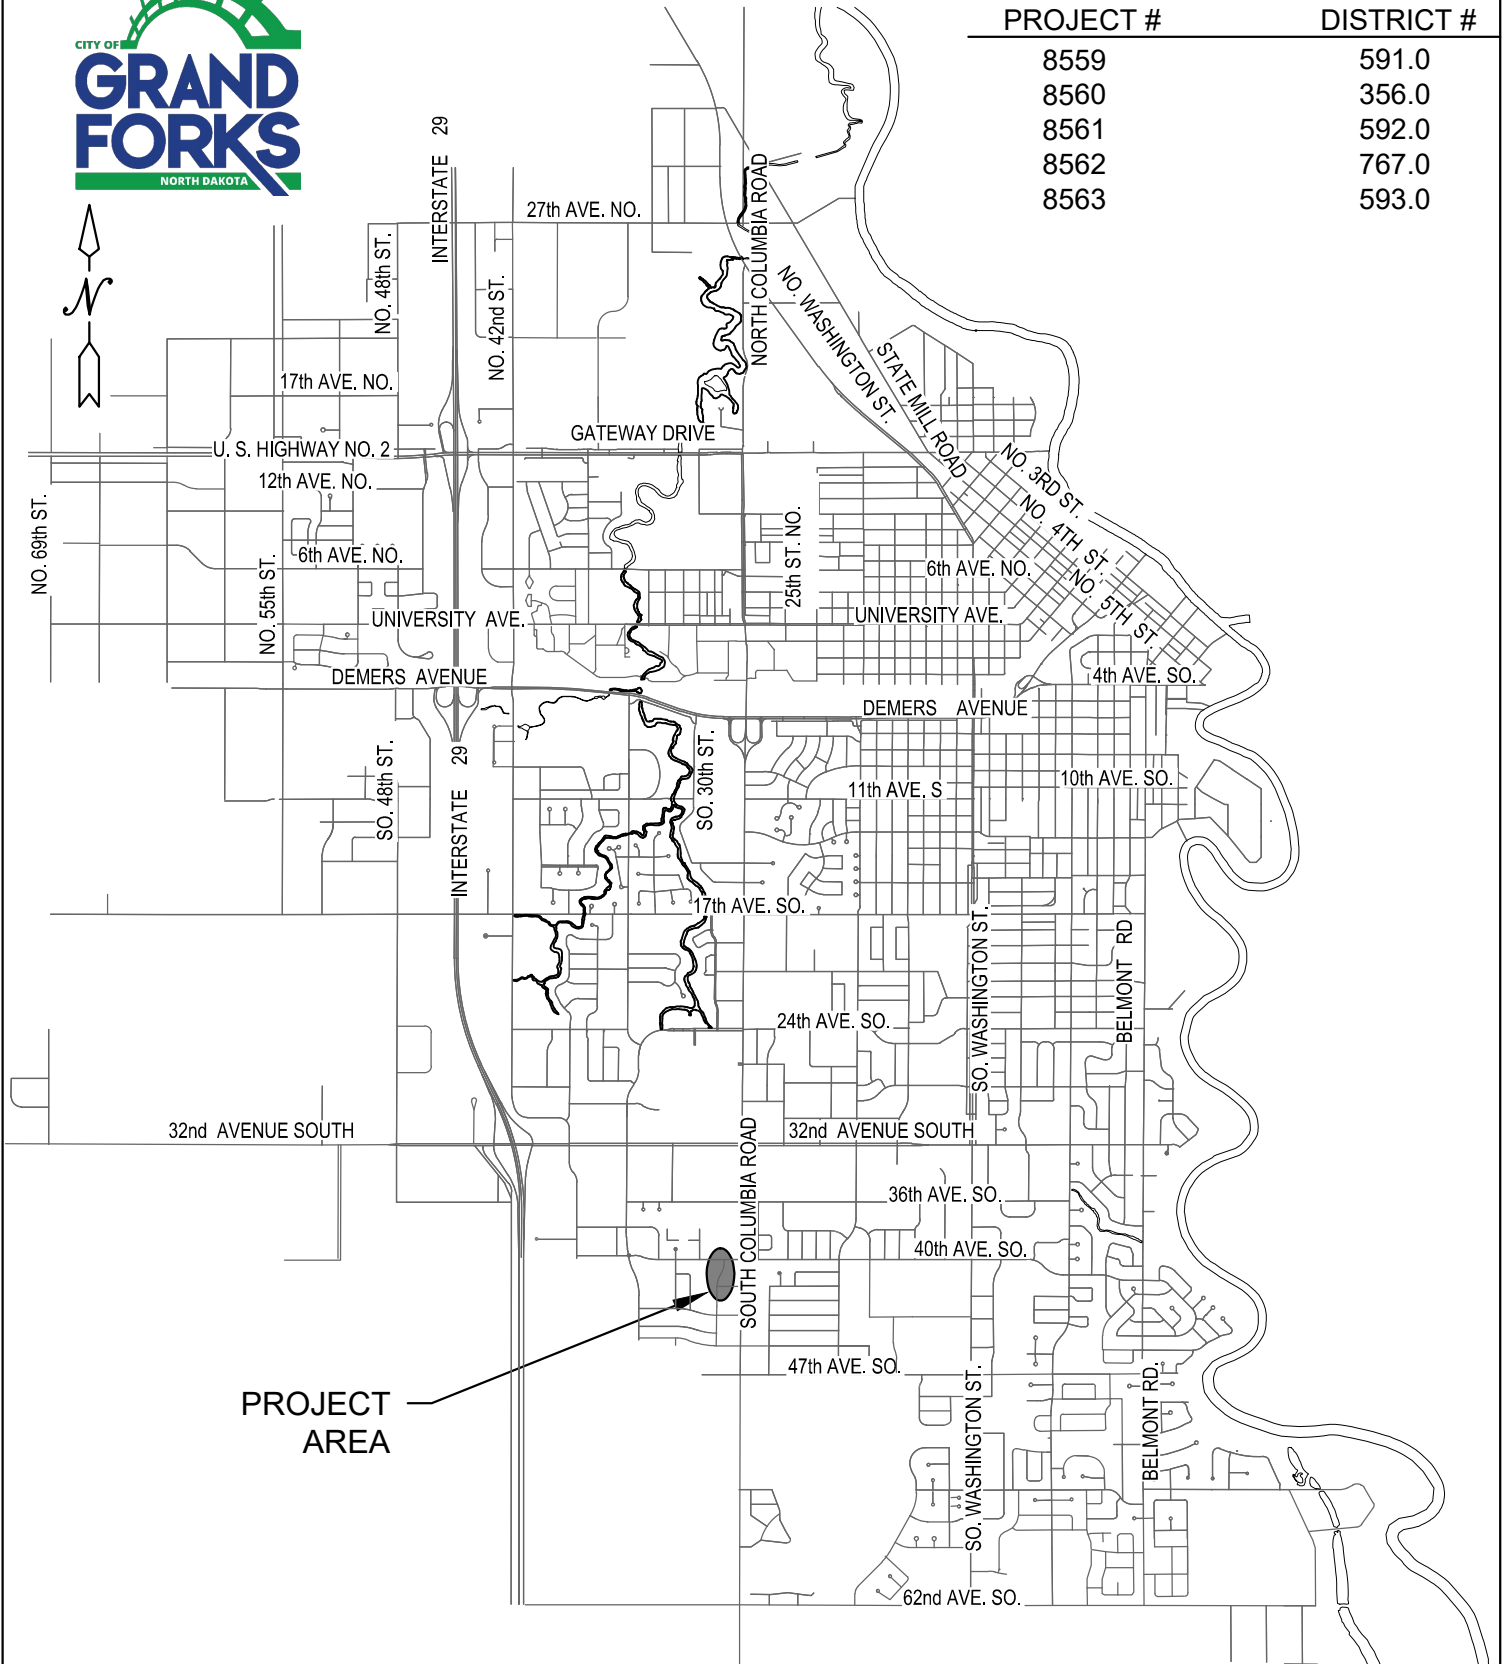 CITY OF
GRAND
FORKS
NORTH DAKOTA
PROJECT # DISTRICT #
8559 591.0
8560 356.0
8561 592.0
8562 767.0
8563 593.0
N
INTERSTATE 29
27th AVE. NO.
NORTH COLUMBIA ROAD
NO. 48th ST.
NO. 42nd ST.
NO. WASHINGTON ST.
STATE MILL ROAD
17th AVE. NO.
GATEWAY DRIVE
U. S. HIGHWAY NO. 2
12th AVE. NO.
NO. 3RD ST.
NO. 4TH ST.
NO. 5TH ST.
NO. 69th ST.
6th AVE. NO.
NO. 55th ST.
25th ST. NO.
6th AVE. NO.
UNIVERSITY AVE.
UNIVERSITY AVE.
DEMERS AVENUE
4th AVE. SO.
DEMERS AVENUE
SO. 48th ST.
INTERSTATE 29
SO. 30th ST.
11th AVE. S
10th AVE. SO.
17th AVE. SO.
SO. WASHINGTON ST.
BELMONT RD
24th AVE. SO.
32nd AVENUE SOUTH
32nd AVENUE SOUTH
SOUTH COLUMBIA ROAD
36th AVE. SO.
40th AVE. SO.
47th AVE. SO.
PROJECT
AREA
SO. WASHINGTON ST.
BELMONT RD.
62nd AVE. SO.